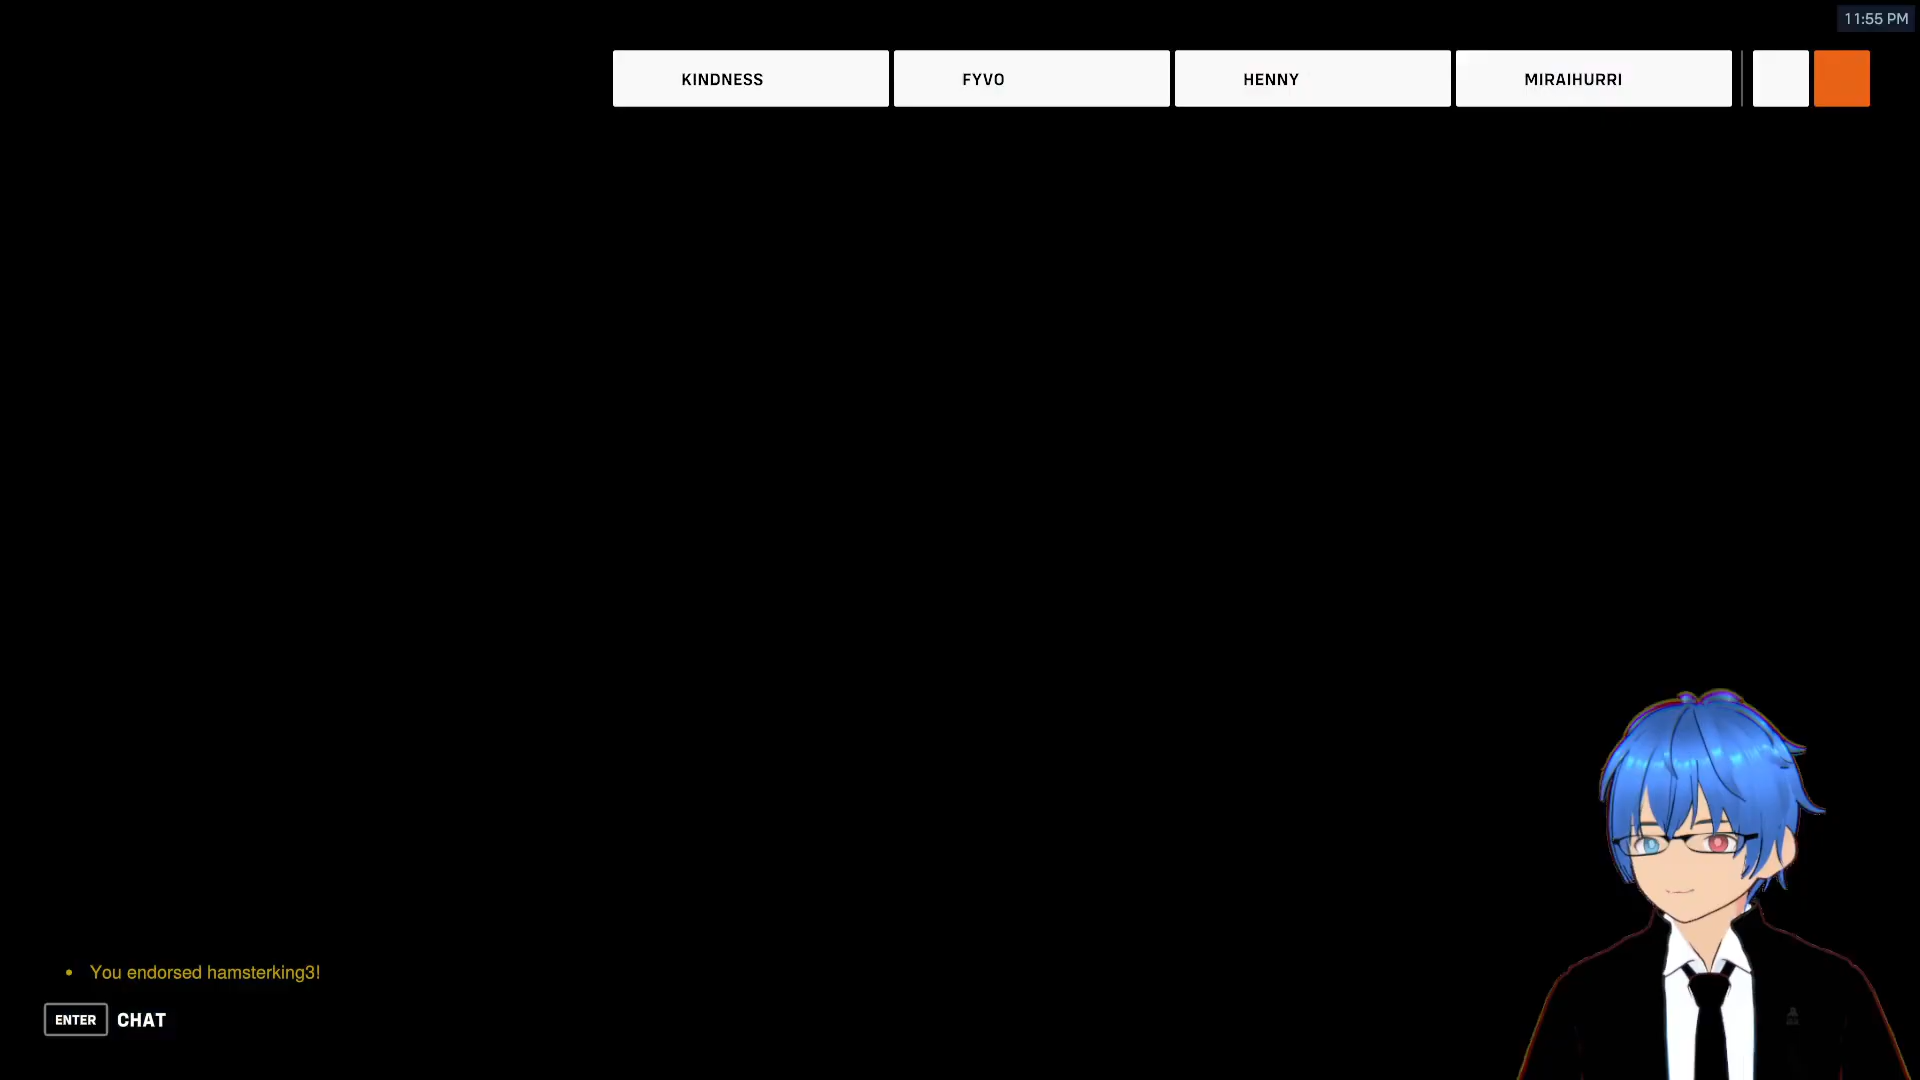 11:55 PM
KINDNESS
FYVO
HENNY
MIRAIHURRI
You endorsed hamsterking3!
ENTER CHAT